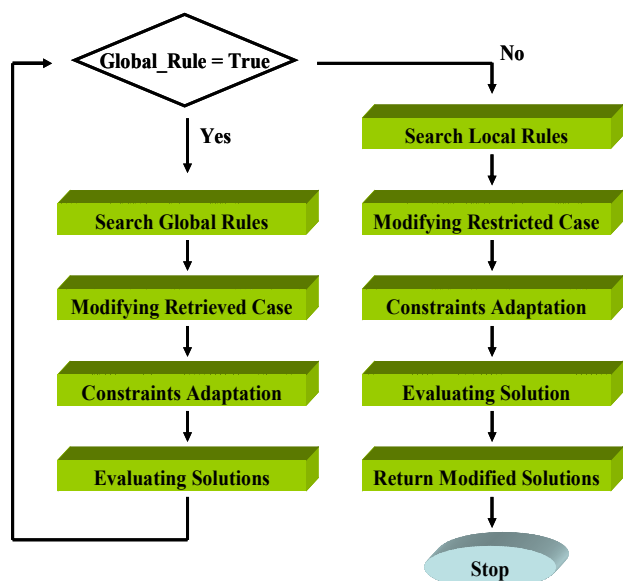 Global_Rule = True
No
Yes
Search Local Rules
Search Global Rules
Modifying Restricted Case
Modifying Retrieved Case
Constraints Adaptation
Constraints Adaptation
Evaluating Solution
Evaluating Solutions
Return Modified Solutions
Stop